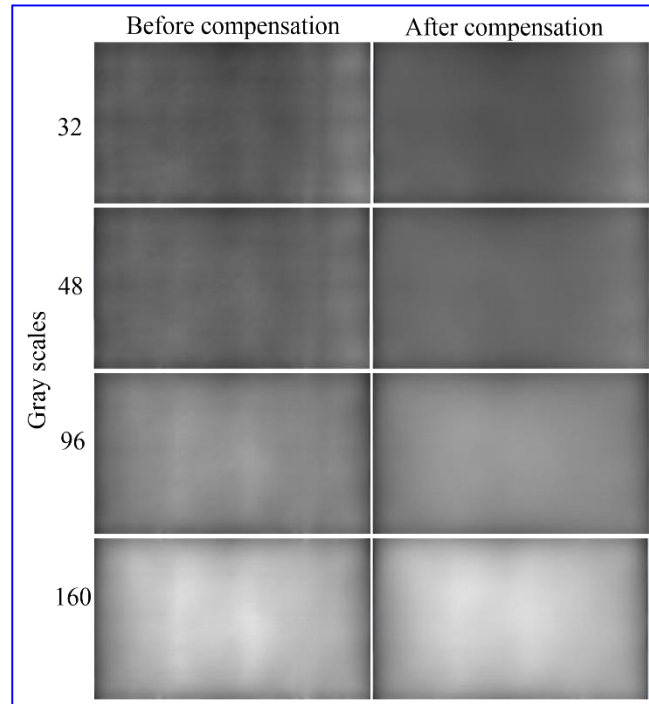 Before compensation
After compensation
32
48
96
160
Gray scales